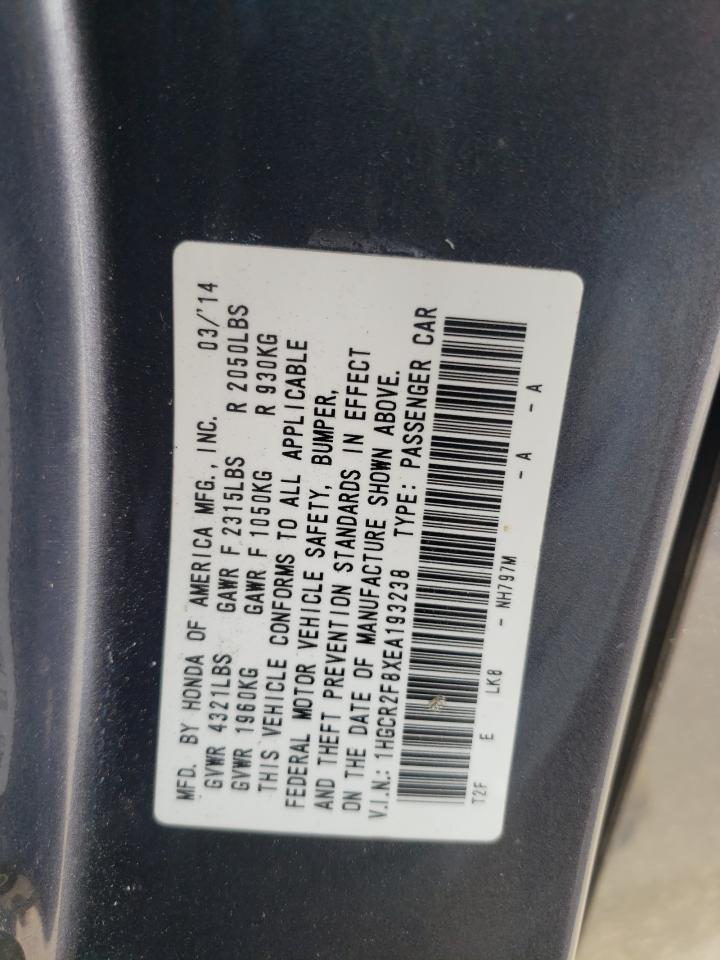 MFD. BY HONDA OF AMERICA MFG., INC. 03/'14
GVWR 4321LBS GAWR F 2315LBS R 2050LBS
GVWR 1960KG GAWR F 1050KG R 930KG
THIS VEHICLE CONFORMS TO ALL APPLICABLE
FEDERAL MOTOR VEHICLE SAFETY, BUMPER,
AND THEFT PREVENTION STANDARDS IN EFFECT
ON THE DATE OF MANUFACTURE SHOWN ABOVE.
V.I.N.: 1HGCR2F8XEA193238 TYPE: PASSENGER CAR
T2F E LK8 - NH797M - A - A